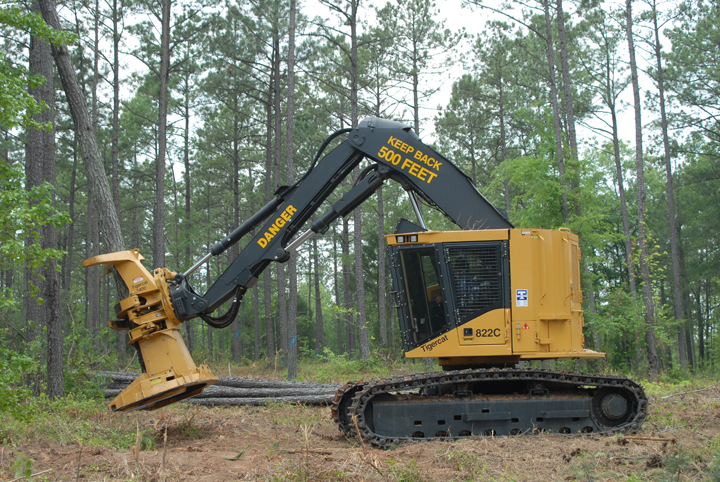 KEEP BACK
500 FEET
DANGER
822C
Tigercat